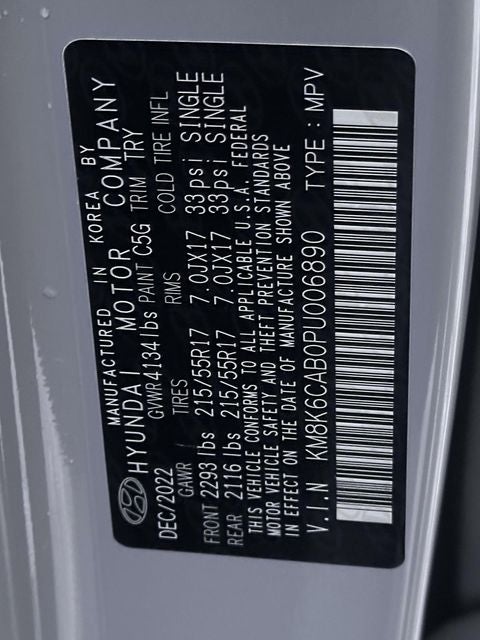 MANUFACTURED IN KOREA BY
HYUNDAI MOTOR COMPANY
DEC/2022 GVWR 4134 lbs PAINT C5G TRIM TRY
GAWR TIRES RIMS COLD TIRE INFL
FRONT 2293 lbs 215/55R17 7.0JX17 33psi SINGLE
REAR 2116 lbs 215/55R17 7.0JX17 33psi SINGLE
THIS VEHICLE CONFORMS TO ALL APPLICABLE U.S.A. FEDERAL
MOTOR VEHICLE SAFETY AND THEFT PREVENTION STANDARDS
IN EFFECT ON THE DATE OF MANUFACTURE SHOWN ABOVE
V.I.N KM8K6CAB0PU006890 TYPE : MPV